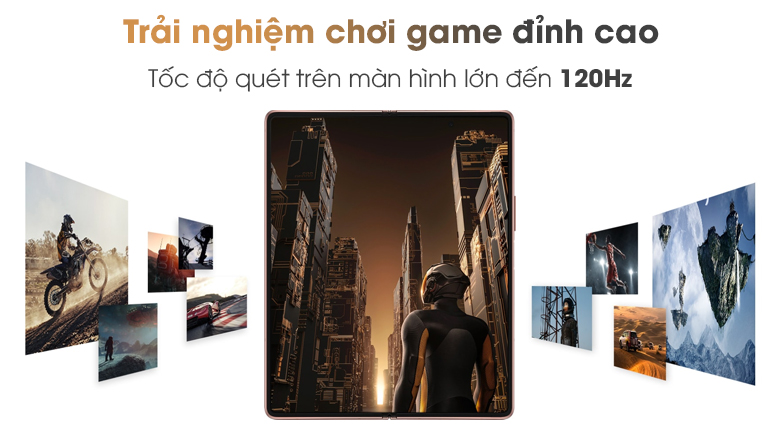 Trải nghiệm chơi game đỉnh cao
Tốc độ quét trên màn hình lớn đến 120Hz